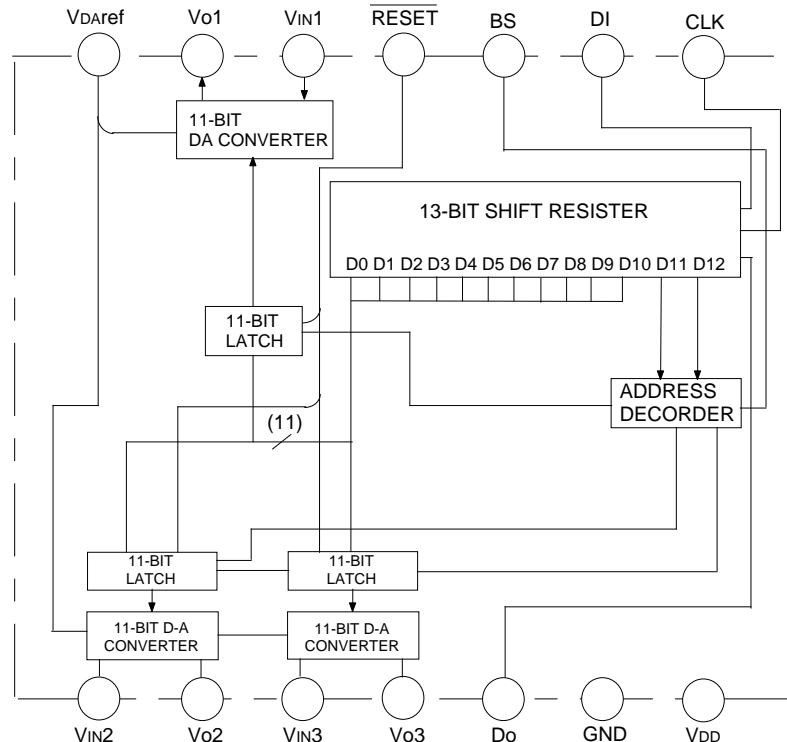 VDAref Vo1 VIN1 RESET BS DI CLK
11-BIT
DA CONVERTER
13-BIT SHIFT RESISTER
D0 D1 D2 D3 D4 D5 D6 D7 D8 D9 D10 D11 D12
11-BIT
LATCH
ADDRESS
DECORDER
(11)
11-BIT
LATCH
11-BIT
LATCH
11-BIT D-A
CONVERTER
11-BIT D-A
CONVERTER
VIN2 Vo2 VIN3 Vo3 Do GND VDD